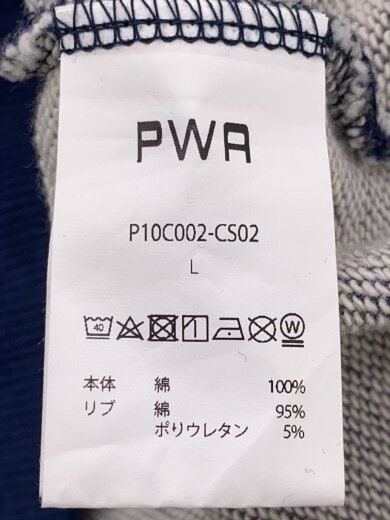 PWA
P10C002-CS02
L
40 W
本体 綿 100%
リブ 綿 95%
ポリウレタン 5%